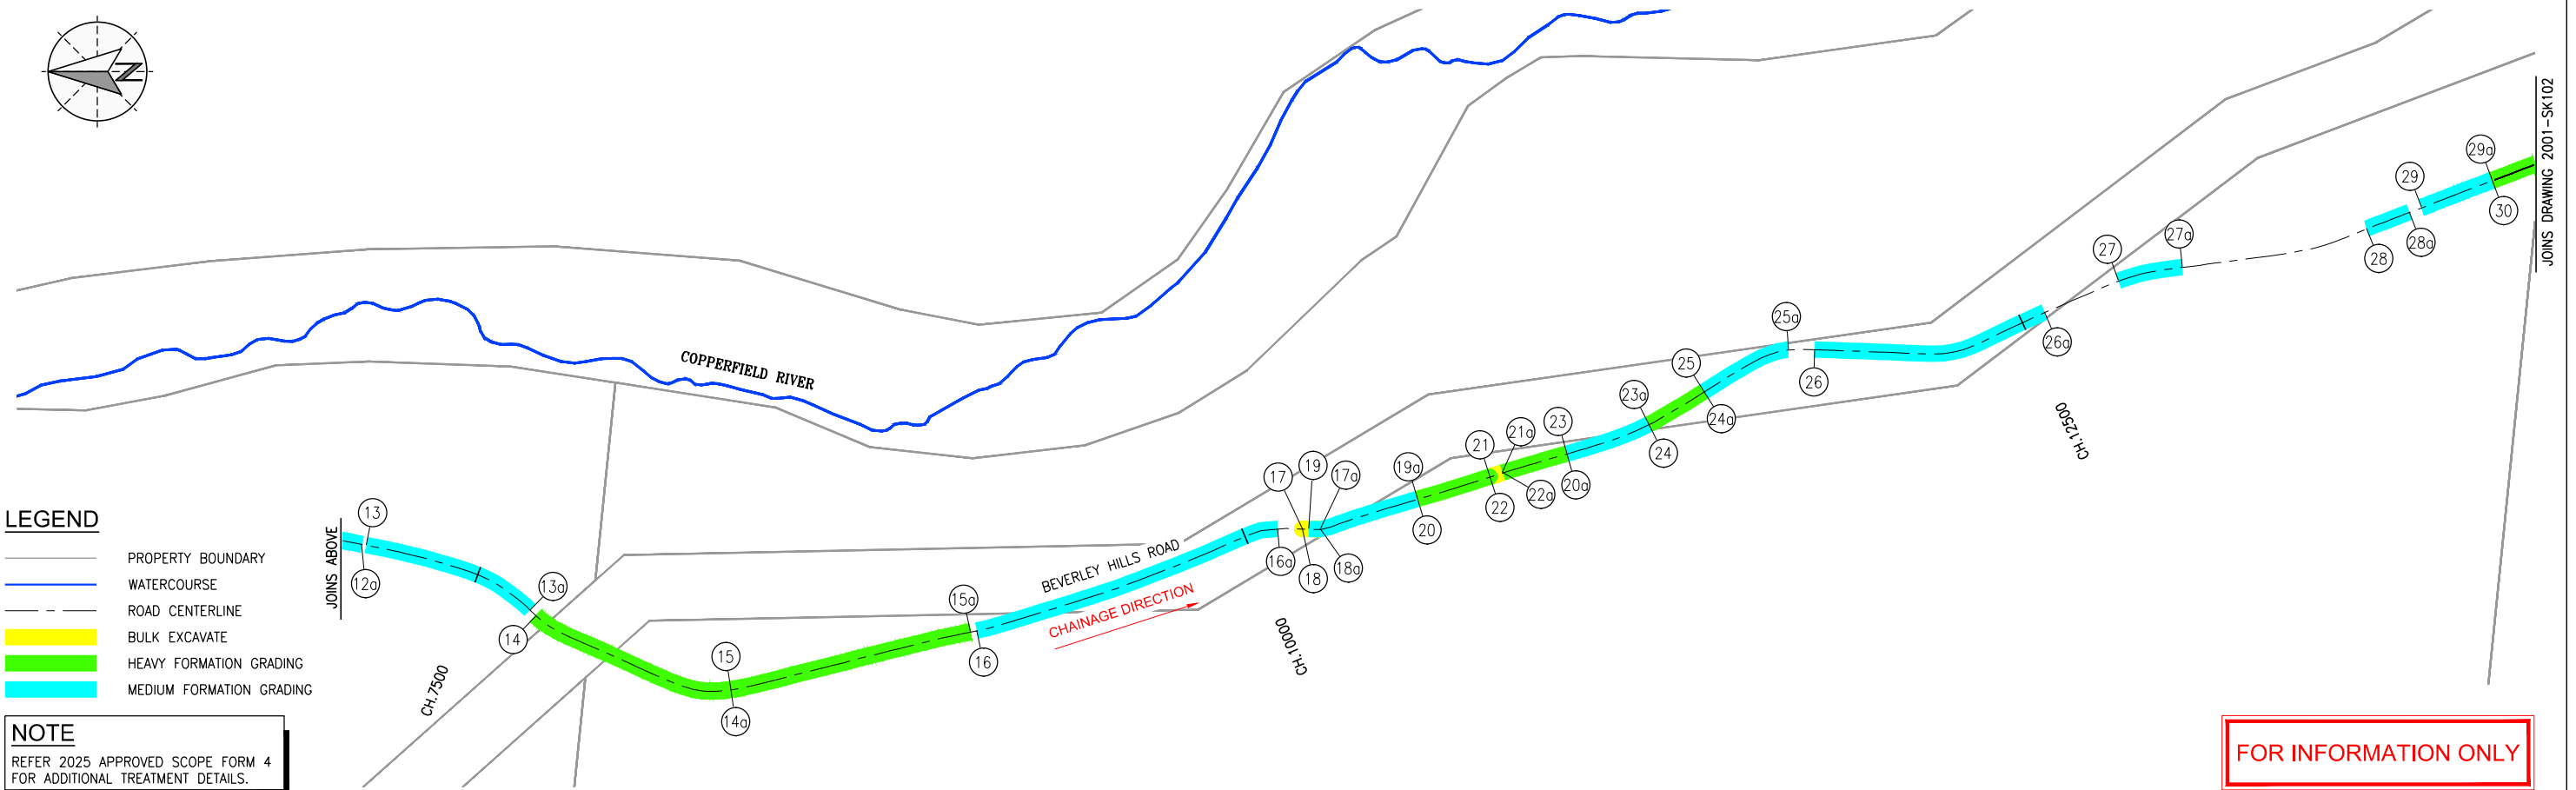 N
COPPERFIELD RIVER
JOINS DRAWING 2001-SK102
29a
29
30
28a
28
27
27a
25a
26
26a
25
24a
23a
24
23
21a
21
22
22a
20a
19a
20
19
17
17a
16a
18
18a
CH.12500
CH.10000
BEVERLEY HILLS ROAD
CHAINAGE DIRECTION
JOINS ABOVE
13
12a
13a
14
15
14a
15a
16
CH.7500
LEGEND
PROPERTY BOUNDARY
WATERCOURSE
ROAD CENTERLINE
BULK EXCAVATE
HEAVY FORMATION GRADING
MEDIUM FORMATION GRADING
NOTE
REFER 2025 APPROVED SCOPE FORM 4
FOR ADDITIONAL TREATMENT DETAILS.
FOR INFORMATION ONLY